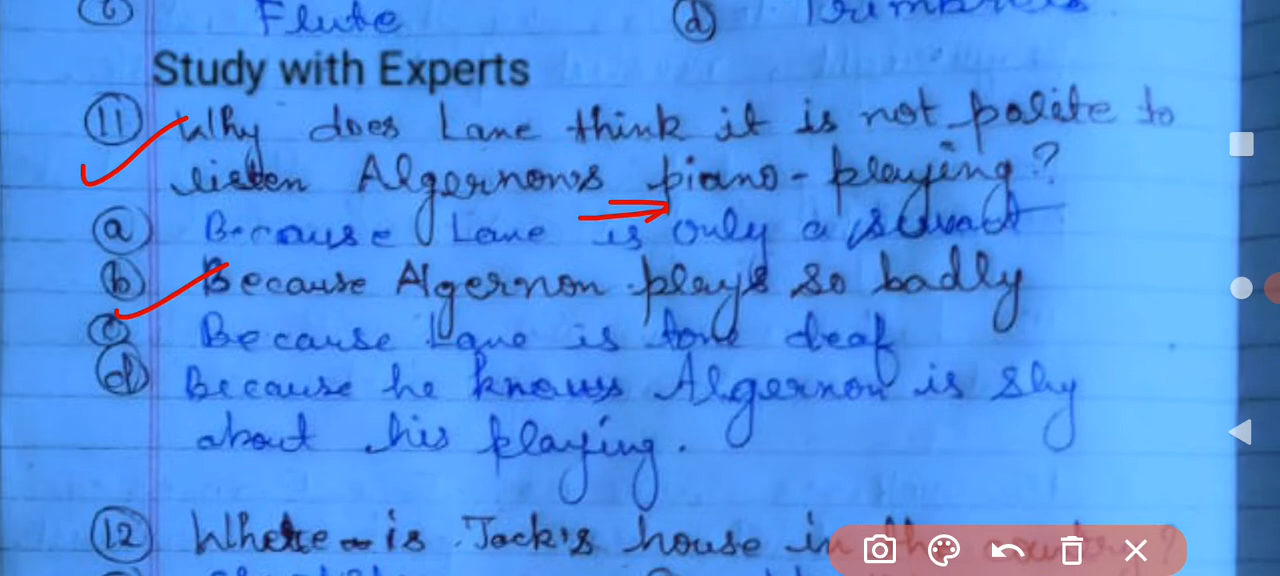 Flute (d)
Study with Experts
(11) Why does Lane think it is not polite to
listen Algernon's piano-playing?
(a) Because Lane is only a servant
(b) Because Algernon plays so badly
(c) Because Lane is tone deaf
(d) Because he knows Algernon is shy
about his playing.
(12) Where is Jack's house in the country?